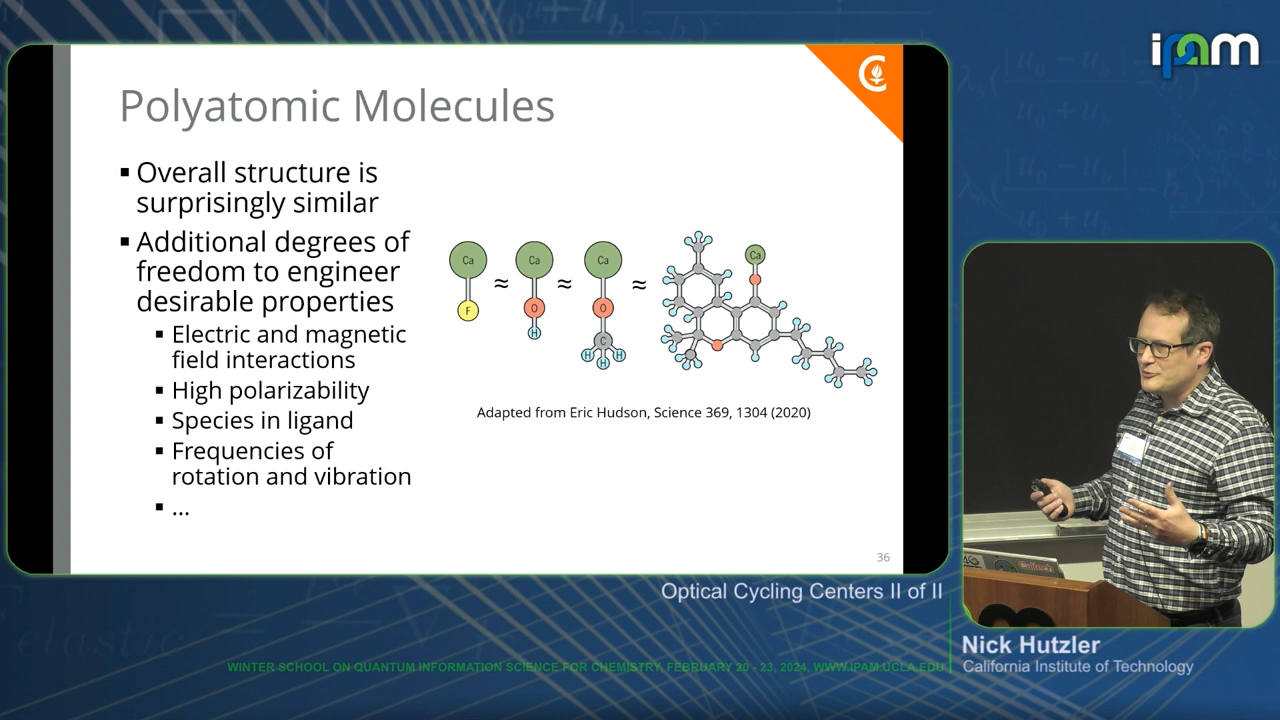 ipam
Polyatomic Molecules
▪ Overall structure is
surprisingly similar
▪ Additional degrees of
freedom to engineer
desirable properties
▪ Electric and magnetic
field interactions
▪ High polarizability
▪ Species in ligand
▪ Frequencies of
rotation and vibration
▪ ...
Ca ≈ Ca ≈ Ca ≈ Ca
F O O
H C
H H H
Adapted from Eric Hudson, Science 369, 1304 (2020)
36
Optical Cycling Centers II of II
Nick Hutzler
California Institute of Technology
WINTER SCHOOL ON QUANTUM INFORMATION SCIENCE FOR CHEMISTRY, FEBRUARY 20 - 23, 2024, WWW.IPAM.UCLA.EDU
elastic
Caltech